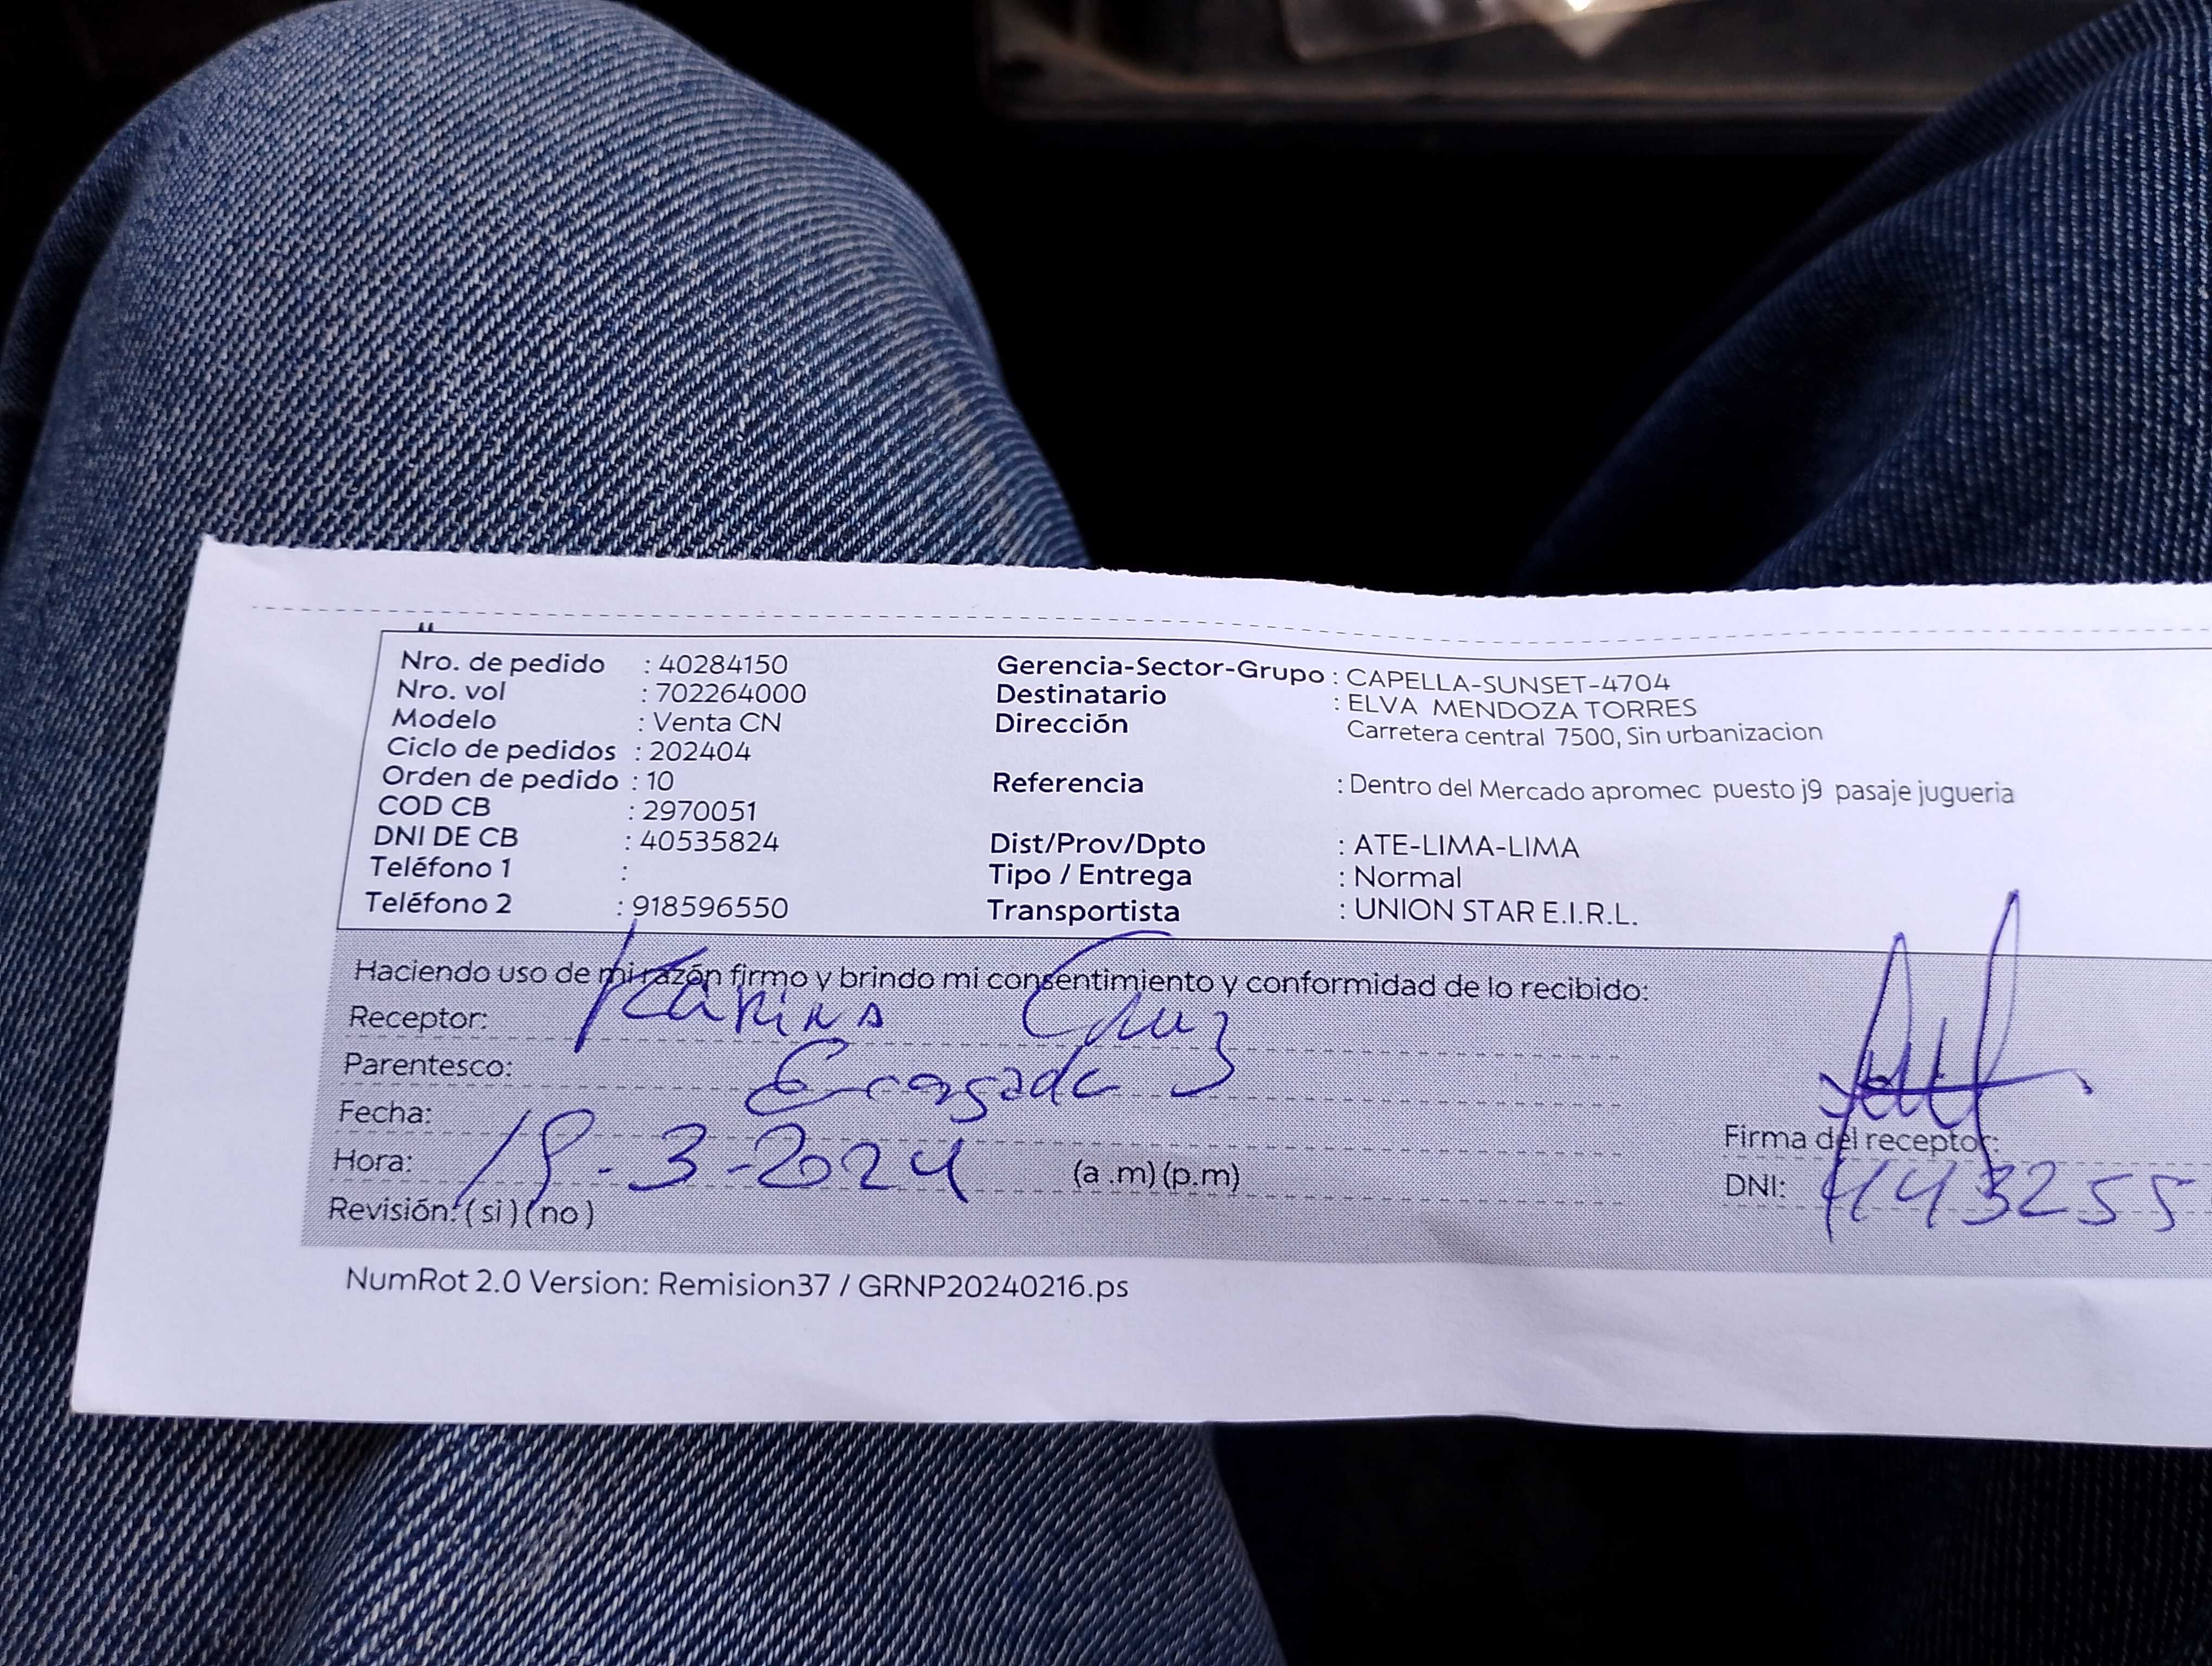 Nro. de pedido : 40284150
Nro. vol : 702264000
Modelo : Venta CN
Ciclo de pedidos : 202404
Orden de pedido : 10
COD CB : 2970051
DNI DE CB : 40535824
Teléfono 1 :
Teléfono 2 : 918596550
Gerencia-Sector-Grupo : CAPELLA-SUNSET-4704
Destinatario : ELVA MENDOZA TORRES
Dirección Carretera central 7500, Sin urbanizacion
Referencia : Dentro del Mercado apromec puesto j9 pasaje jugueria
Dist/Prov/Dpto : ATE-LIMA-LIMA
Tipo / Entrega : Normal
Transportista : UNION STAR E.I.R.L.
Haciendo uso de mi razón firmo y brindo mi consentimiento y conformidad de lo recibido:
Receptor: Karina Cruz
Parentesco:
Fecha:
Hora: - 3 - 2024 (a .m) (p.m)
Revisión: ( si ) ( no )
Firma del receptor:
DNI:
NumRot 2.0 Version: Remision37 / GRNP20240216.ps